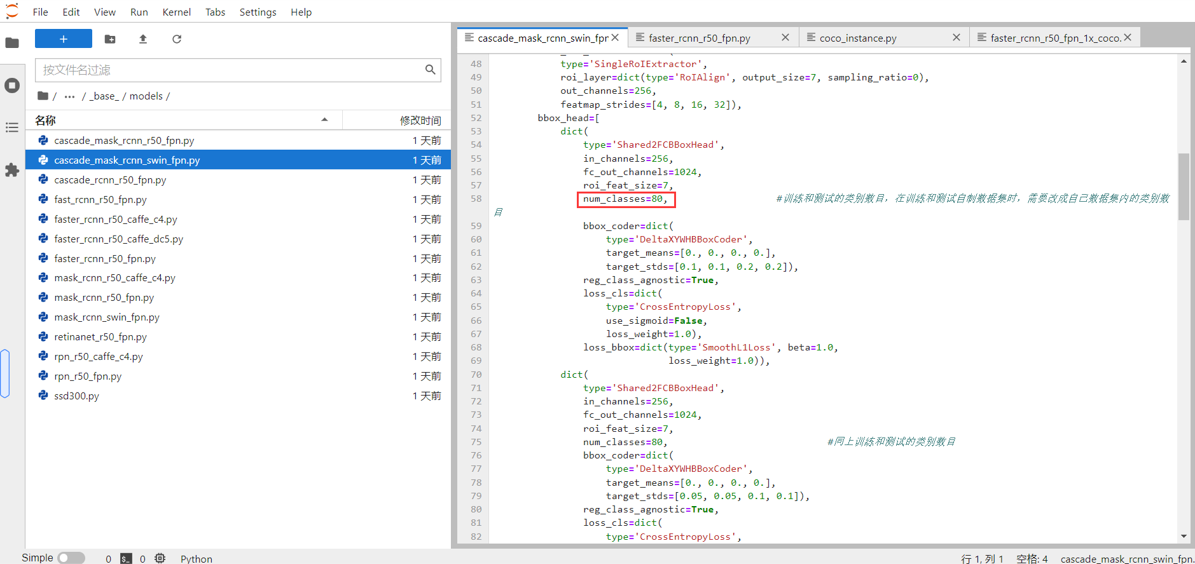 File Edit View Run Kernel Tabs Settings Help
+
按文件名过滤
/ ··· / _base_ / models /
名称 修改时间
cascade_mask_rcnn_r50_fpn.py 1 天前
cascade_mask_rcnn_swin_fpn.py 1 天前
cascade_rcnn_r50_fpn.py 1 天前
fast_rcnn_r50_fpn.py 1 天前
faster_rcnn_r50_caffe_c4.py 1 天前
faster_rcnn_r50_caffe_dc5.py 1 天前
faster_rcnn_r50_fpn.py 1 天前
mask_rcnn_r50_caffe_c4.py 1 天前
mask_rcnn_r50_fpn.py 1 天前
mask_rcnn_swin_fpn.py 1 天前
retinanet_r50_fpn.py 1 天前
rpn_r50_caffe_c4.py 1 天前
rpn_r50_fpn.py 1 天前
ssd300.py 1 天前
cascade_mask_rcnn_swin_fpr faster_rcnn_r50_fpn.py coco_instance.py faster_rcnn_r50_fpn_1x_coco.
48 type='SingleRoIExtractor',
49 roi_layer=dict(type='RoIAlign', output_size=7, sampling_ratio=0),
50 out_channels=256,
51 featmap_strides=[4, 8, 16, 32]),
52 bbox_head=[
53 dict(
54 type='Shared2FCBBoxHead',
55 in_channels=256,
56 fc_out_channels=1024,
57 roi_feat_size=7,
58 num_classes=80, #训练和测试的类别数目，在训练和测试自制数据集时，需要改成自己数据集内的类别数
目
59 bbox_coder=dict(
60 type='DeltaXYWHBBoxCoder',
61 target_means=[0., 0., 0., 0.],
62 target_stds=[0.1, 0.1, 0.2, 0.2]),
63 reg_class_agnostic=True,
64 loss_cls=dict(
65 type='CrossEntropyLoss',
66 use_sigmoid=False,
67 loss_weight=1.0),
68 loss_bbox=dict(type='SmoothL1Loss', beta=1.0,
69 loss_weight=1.0)),
70 dict(
71 type='Shared2FCBBoxHead',
72 in_channels=256,
73 fc_out_channels=1024,
74 roi_feat_size=7,
75 num_classes=80, #同上训练和测试的类别数目
76 bbox_coder=dict(
77 type='DeltaXYWHBBoxCoder',
78 target_means=[0., 0., 0., 0.],
79 target_stds=[0.05, 0.05, 0.1, 0.1]),
80 reg_class_agnostic=True,
81 loss_cls=dict(
82 type='CrossEntropyLoss',
Simple 0 0 Python 行 1, 列 1 空格: 4 cascade_mask_rcnn_swin_fpn.